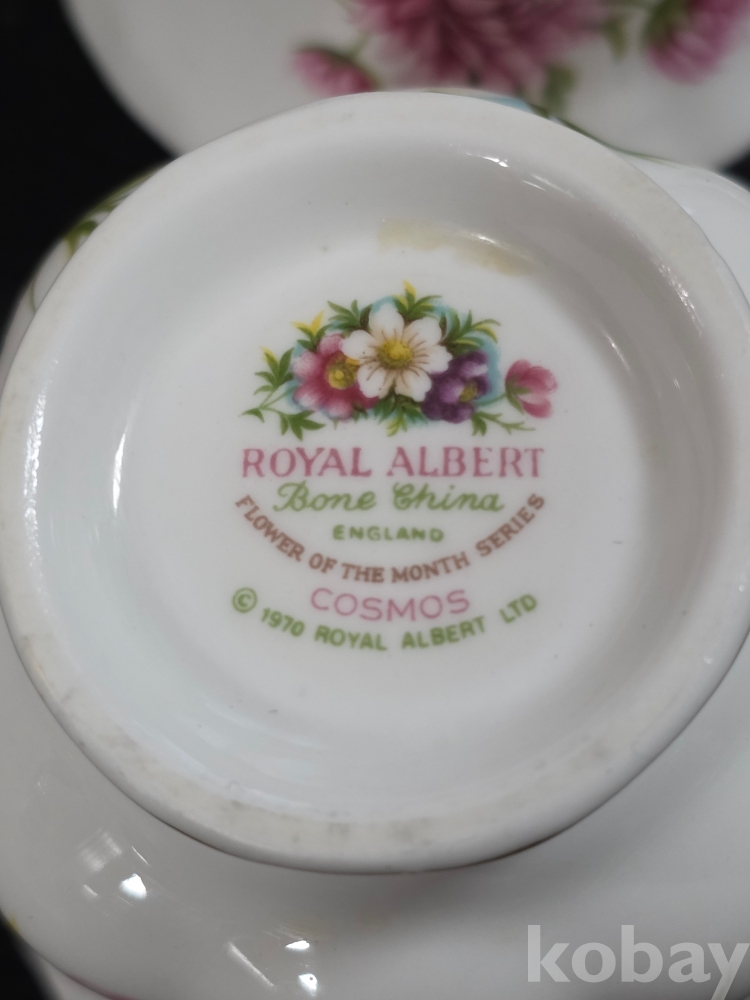 ROYAL ALBERT
Bone China
ENGLAND
FLOWER OF THE MONTH SERIES
COSMOS
© 1970 ROYAL ALBERT LTD
kobay